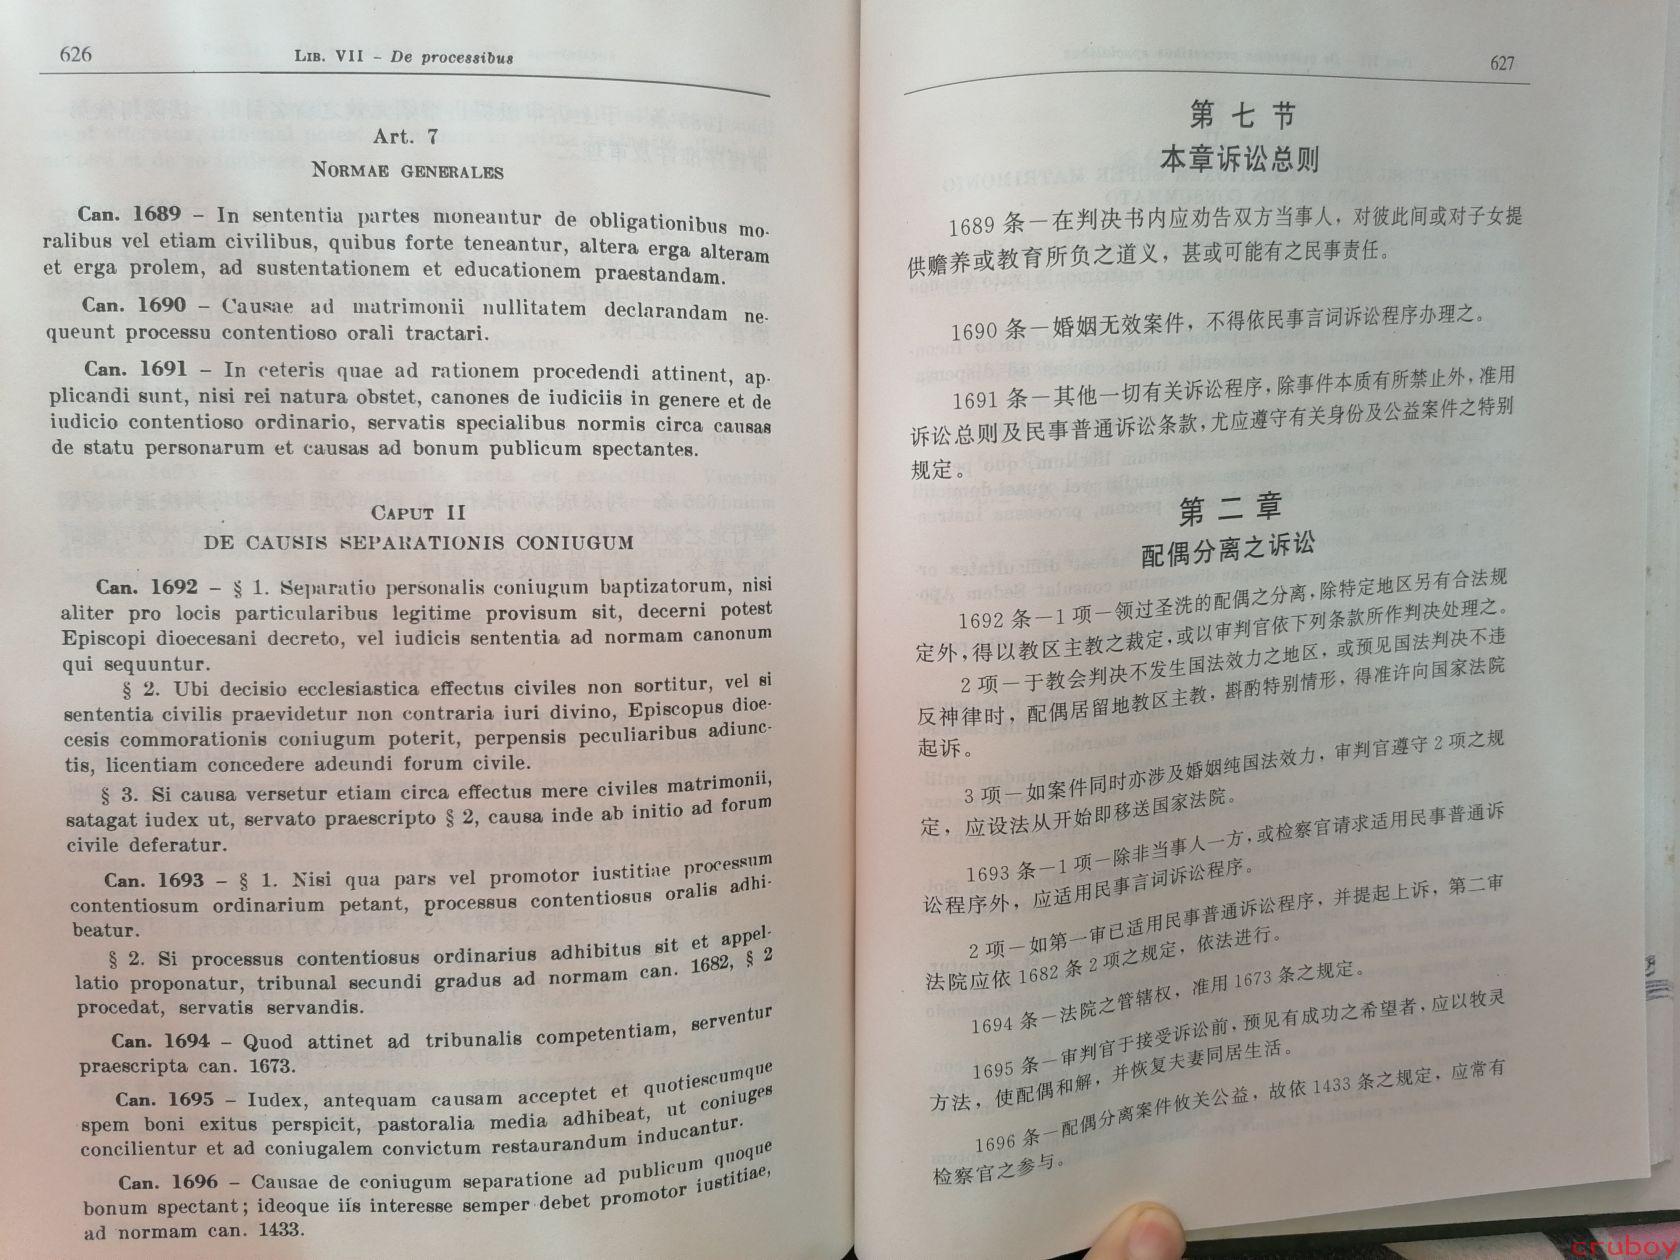 626
LIB. VII – De processibus
Art. 7
NORMAE GENERALES
Can. 1689 – In sententia partes moneantur de obligationibus mo-
ralibus vel etiam civilibus, quibus forte teneantur, altera erga alteram
et erga prolem, ad sustentationem et educationem praestandam.
Can. 1690 – Causae ad matrimonii nullitatem declarandam ne-
queunt processu contentioso orali tractari.
Can. 1691 – In ceteris quae ad rationem procedendi attinent, ap-
plicandi sunt, nisi rei natura obstet, canones de iudiciis in genere et de
iudicio contentioso ordinario, servatis specialibus normis circa causas
de statu personarum et causas ad bonum publicum spectantes.
CAPUT II
DE CAUSIS SEPARATIONIS CONIUGUM
Can. 1692 – § 1. Separatio personalis coniugum baptizatorum, nisi
aliter pro locis particularibus legitime provisum sit, decerni potest
Episcopi dioecesani decreto, vel iudicis sententia ad normam canonum
qui sequuntur.
§ 2. Ubi decisio ecclesiastica effectus civiles non sortitur, vel si
sententia civilis praevidetur non contraria iuri divino, Episcopus dioe-
cesis commorationis coniugum poterit, perpensis peculiaribus adiunc-
tis, licentiam concedere adeundi forum civile.
§ 3. Si causa versetur etiam circa effectus mere civiles matrimonii,
satagat iudex ut, servato praescripto § 2, causa inde ab initio ad forum
civile deferatur.
Can. 1693 – § 1. Nisi qua pars vel promotor iustitiae processum
contentiosum ordinarium petant, processus contentiosus oralis adhi-
beatur.
§ 2. Si processus contentiosus ordinarius adhibitus sit et appel-
latio proponatur, tribunal secundi gradus ad normam can. 1682, § 2
procedat, servatis servandis.
Can. 1694 – Quod attinet ad tribunalis competentiam, serventur
praescripta can. 1673.
Can. 1695 – Iudex, antequam causam acceptet et quotiescumque
spem boni exitus perspicit, pastoralia media adhibeat, ut coniuges
concilientur et ad coniugalem convictum restaurandum inducantur.
Can. 1696 – Causae de coniugum separatione ad publicum quoque
bonum spectant; ideoque iis interesse semper debet promotor iustitiae,
ad normam can. 1433.
627
第七节
本章诉讼总则
1689 条－在判决书内应劝告双方当事人，对彼此间或对子女提
供赡养或教育所负之道义，甚或可能有之民事责任。
1690 条－婚姻无效案件，不得依民事言词诉讼程序办理之。
1691 条－其他一切有关诉讼程序，除事件本质有所禁止外，准用
诉讼总则及民事普通诉讼条款，尤应遵守有关身份及公益案件之特别
规定。
第二章
配偶分离之诉讼
1692 条－1 项－领过圣洗的配偶之分离，除特定地区另有合法规
定外，得以教区主教之裁定，或以审判官依下列条款所作判决处理之。
2 项－于教会判决不发生国法效力之地区，或预见国法判决不违
反神律时，配偶居留地教区主教，斟酌特别情形，得准许向国家法院
起诉。
3 项－如案件同时亦涉及婚姻纯国法效力，审判官遵守 2 项之规
定，应设法从开始即移送国家法院。
1693 条－1 项－除非当事人一方，或检察官请求适用民事普通诉
讼程序外，应适用民事言词诉讼程序。
2 项－如第一审已适用民事普通诉讼程序，并提起上诉，第二审
法院应依 1682 条 2 项之规定，依法进行。
1694 条－法院之管辖权，准用 1673 条之规定。
1695 条－审判官于接受诉讼前，预见有成功之希望者，应以牧灵
方法，使配偶和解，并恢复夫妻同居生活。
1696 条－配偶分离案件攸关公益，故依 1433 条之规定，应常有
检察官之参与。
cruboy